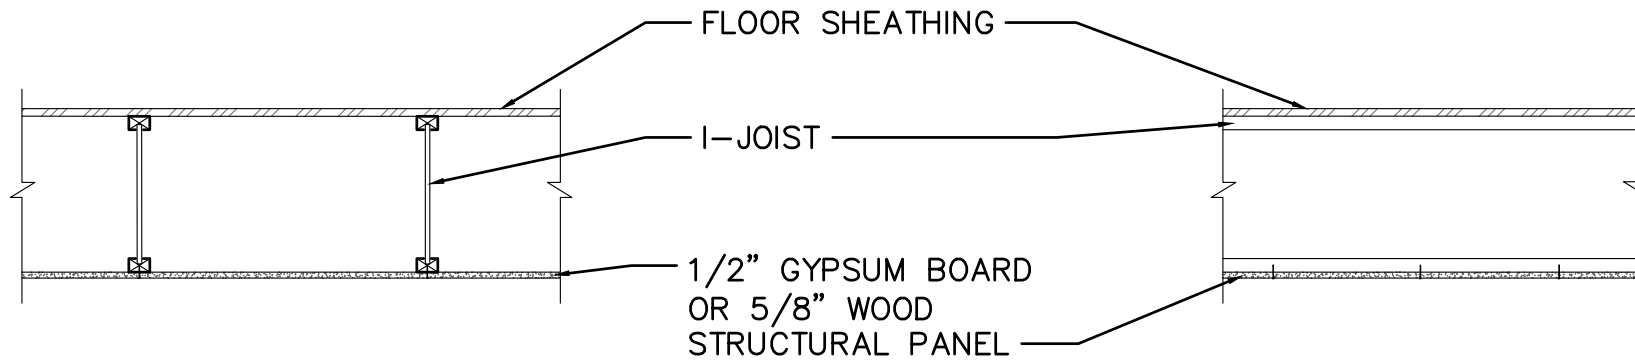 FLOOR SHEATHING
I-JOIST
1/2" GYPSUM BOARD
OR 5/8" WOOD
STRUCTURAL PANEL